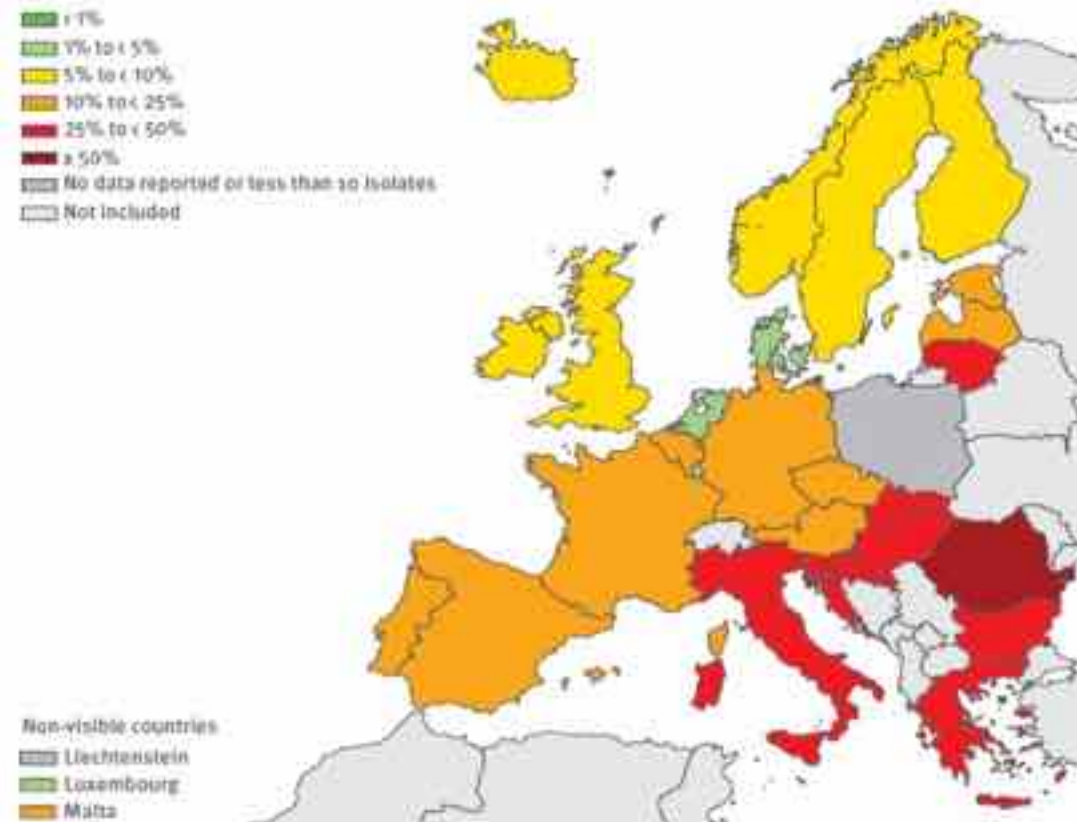 < 1%
1% to < 5%
5% to < 10%
10% to < 25%
25% to < 50%
≥ 50%
No data reported or less than 10 isolates
Not included
Non-visible countries
Liechtenstein
Luxembourg
Malta